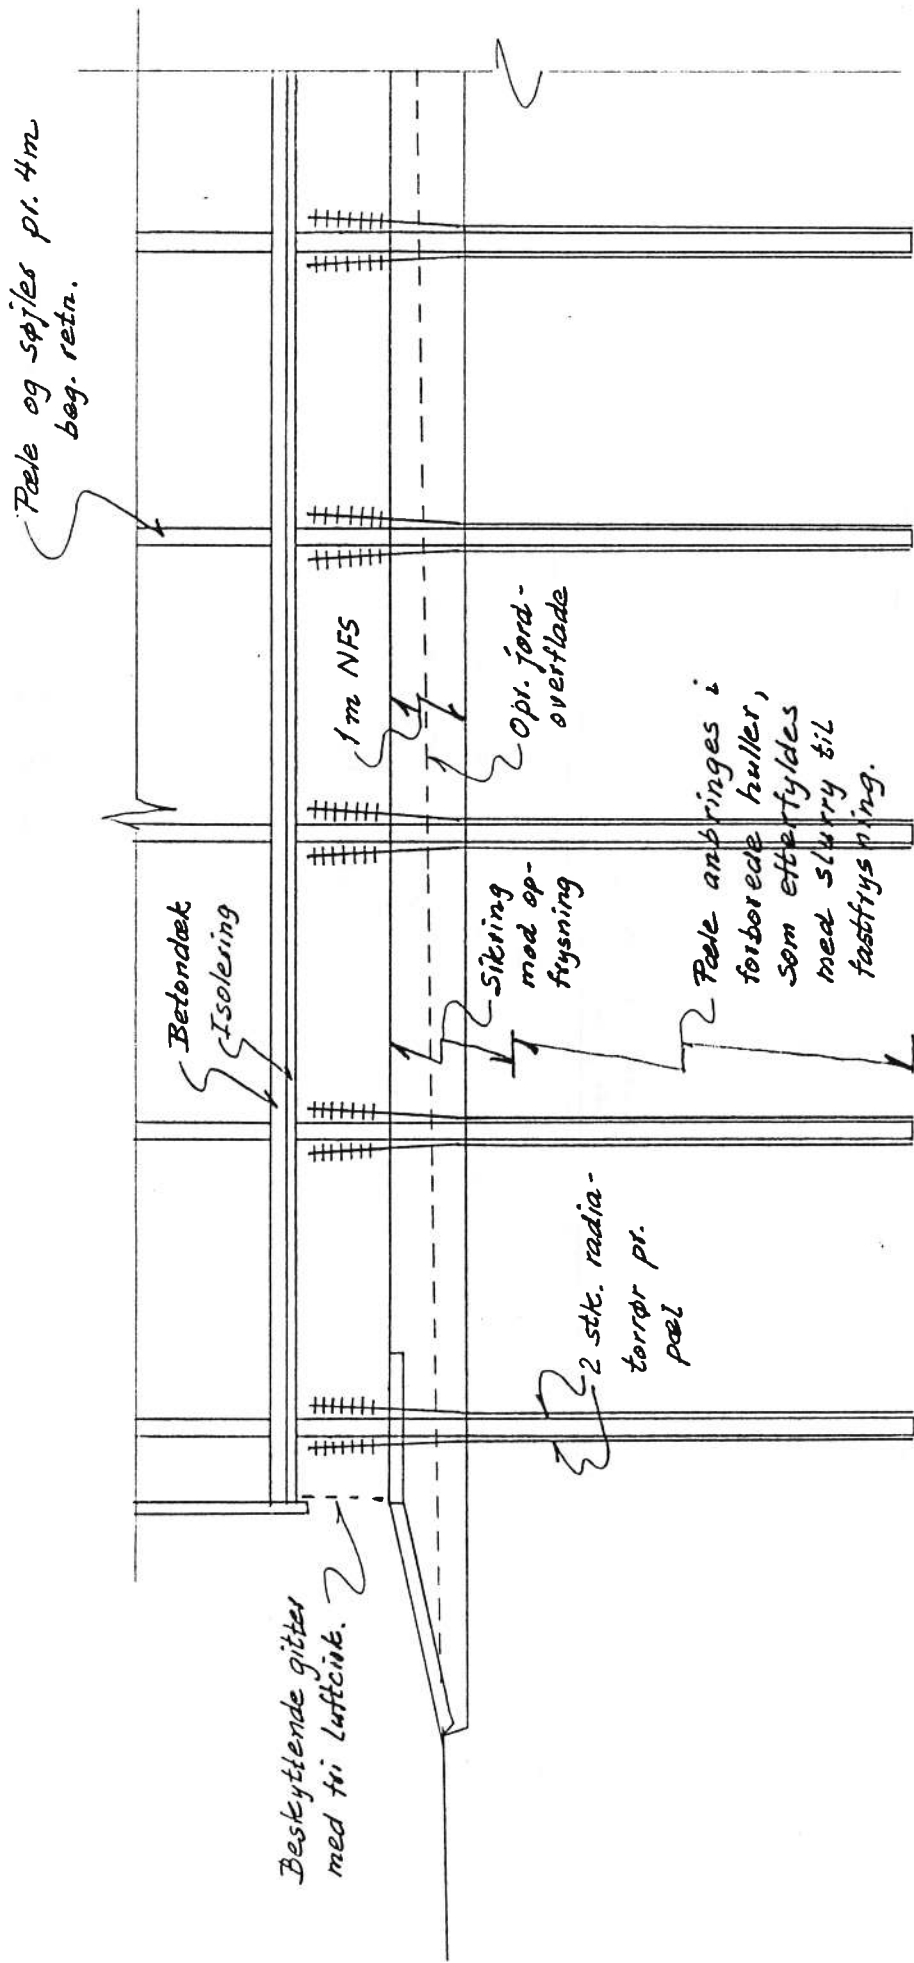 Pæle og søjler pr. 4m
beg. retn.
Betondæk
Isolering
Beskyttende gitter
med fri luftcirk.
1m NFS
Opr. jord-
overflade
Sikring
mod op-
frysning
2 stk. radia-
torrør pr.
pæl
Pæle anbringes i
forborede huller,
som efterfyldes
med slurry til
fastfrysning.